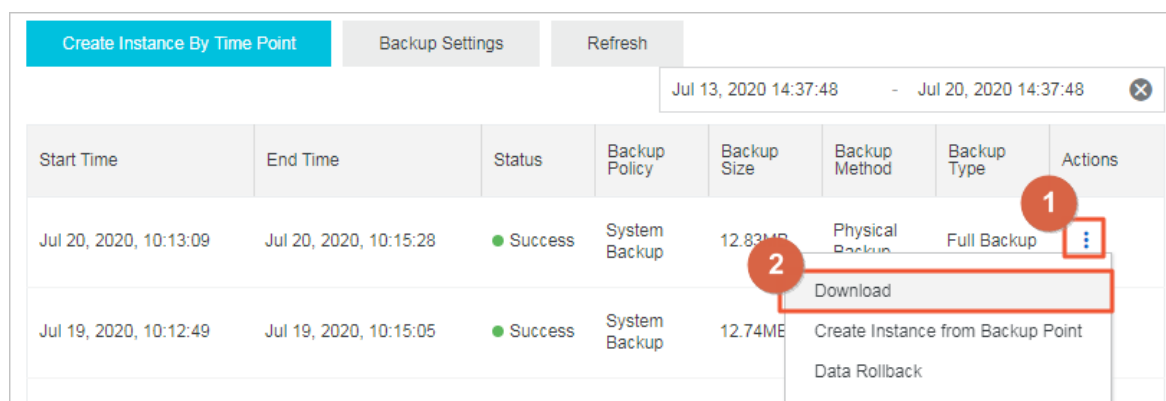 Create Instance By Time Point Backup Settings Refresh
Jul 13, 2020 14:37:48 - Jul 20, 2020 14:37:48
Start Time End Time Status Backup Policy Backup Size Backup Method Backup Type Actions
1
Jul 20, 2020, 10:13:09 Jul 20, 2020, 10:15:28 Success System Backup 12.83MB Physical Backup Full Backup
2
Download
Jul 19, 2020, 10:12:49 Jul 19, 2020, 10:15:05 Success System Backup 12.74MB Create Instance from Backup Point
Data Rollback